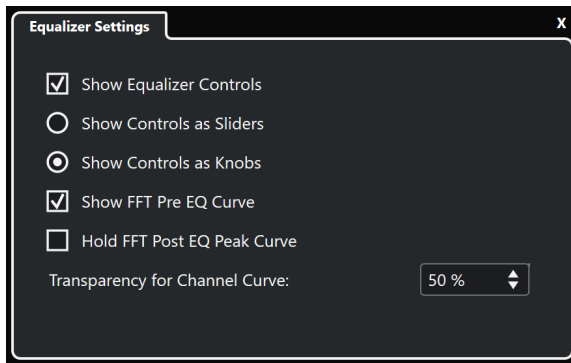 Equalizer Settings X
Show Equalizer Controls
Show Controls as Sliders
Show Controls as Knobs
Show FFT Pre EQ Curve
Hold FFT Post EQ Peak Curve
Transparency for Channel Curve: 50 %